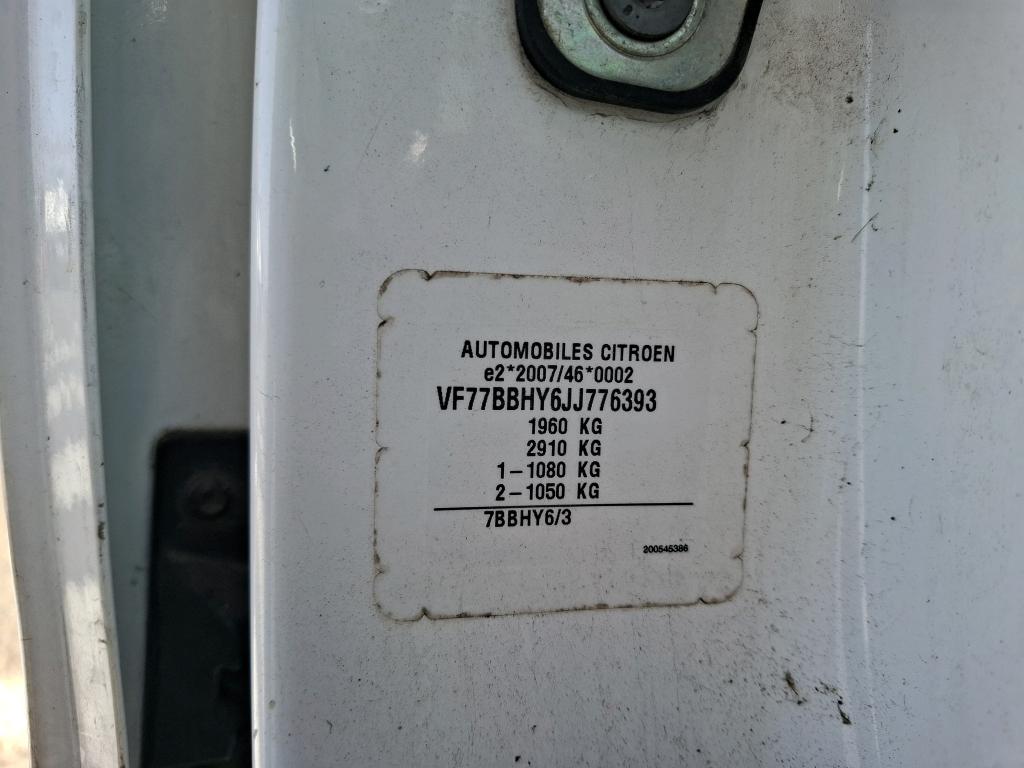 AUTOMOBILES CITROEN
e2*2007/46*0002
VF77BBHY6JJ776393
1960 KG
2910 KG
1-1080 KG
2-1050 KG
7BBHY6/3
200545386